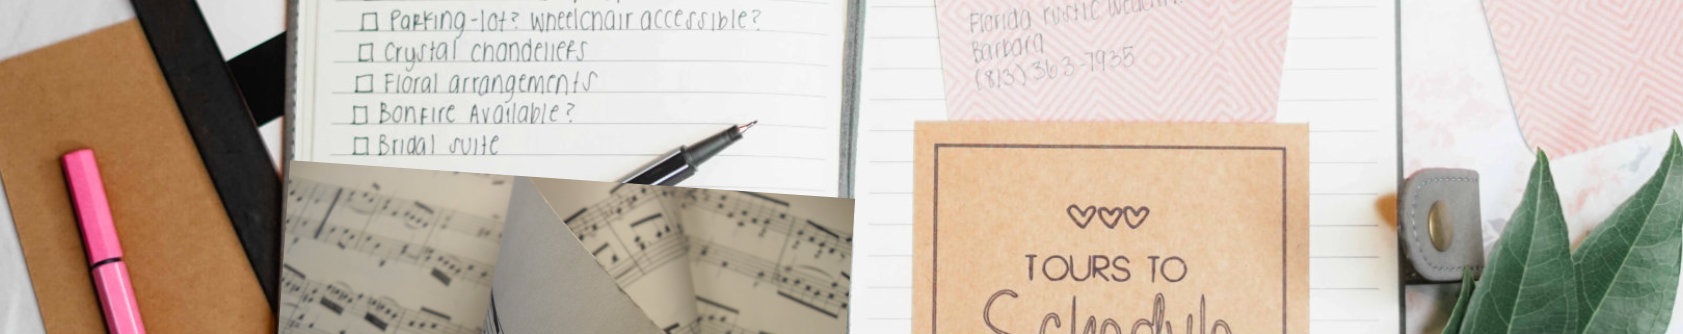 Parking-lot? wheelchair accessible?
Crystal chandeliers
Floral arrangements
Bonfire Available?
Bridal suite
Florida rustic
Barbara
(813) 363-7935
TOURS TO
Schedule